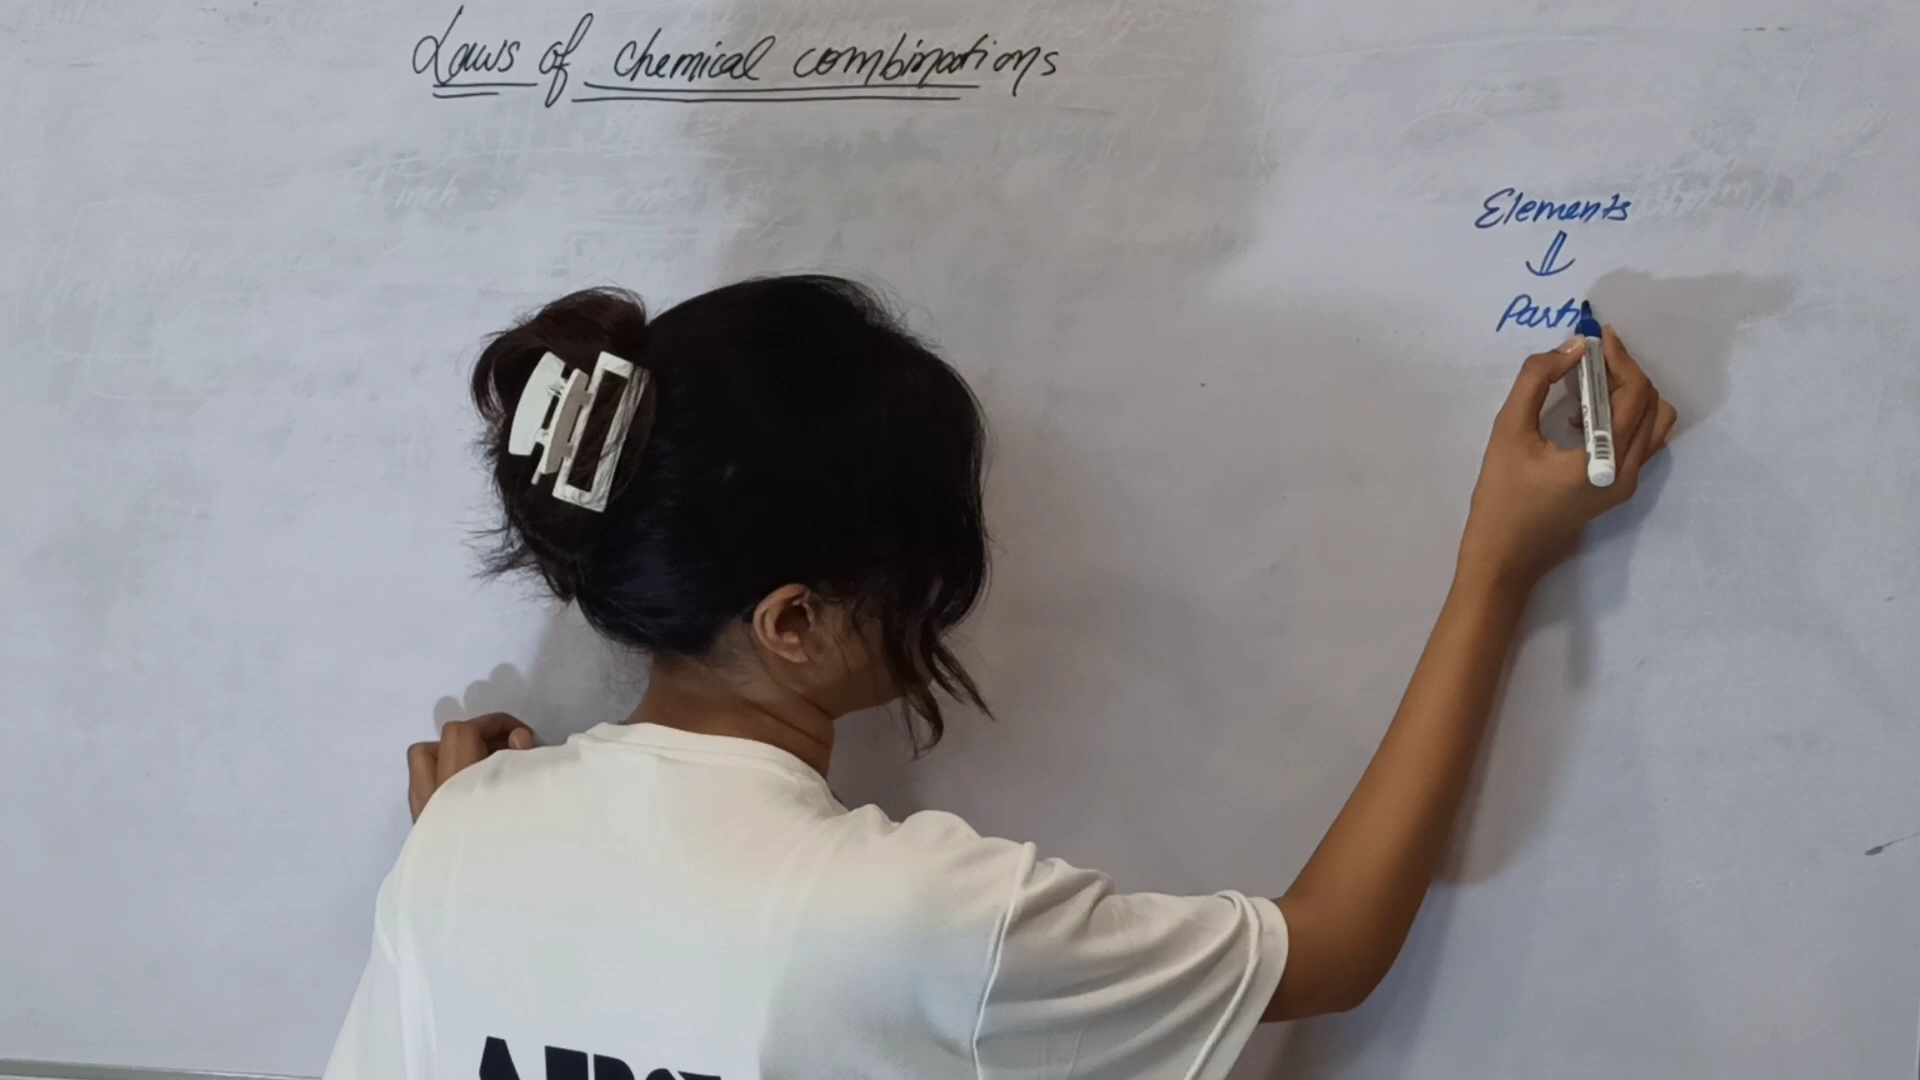 Laws of chemical combinations
Elements
Parti